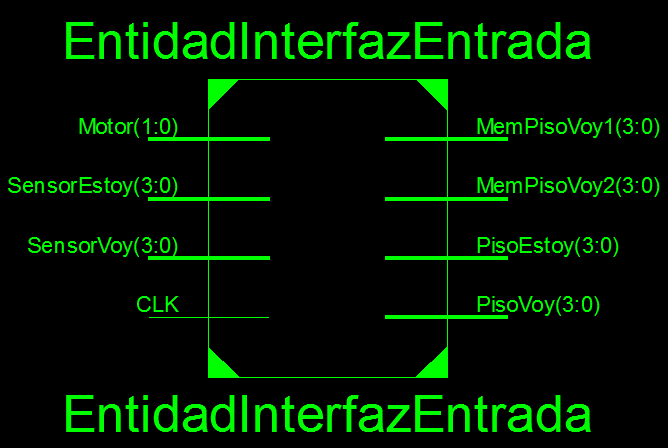 EntidadInterfazEntrada
Motor(1:0) MemPisoVoy1(3:0)
SensorEstoy(3:0) MemPisoVoy2(3:0)
SensorVoy(3:0) PisoEstoy(3:0)
CLK PisoVoy(3:0)
EntidadInterfazEntrada